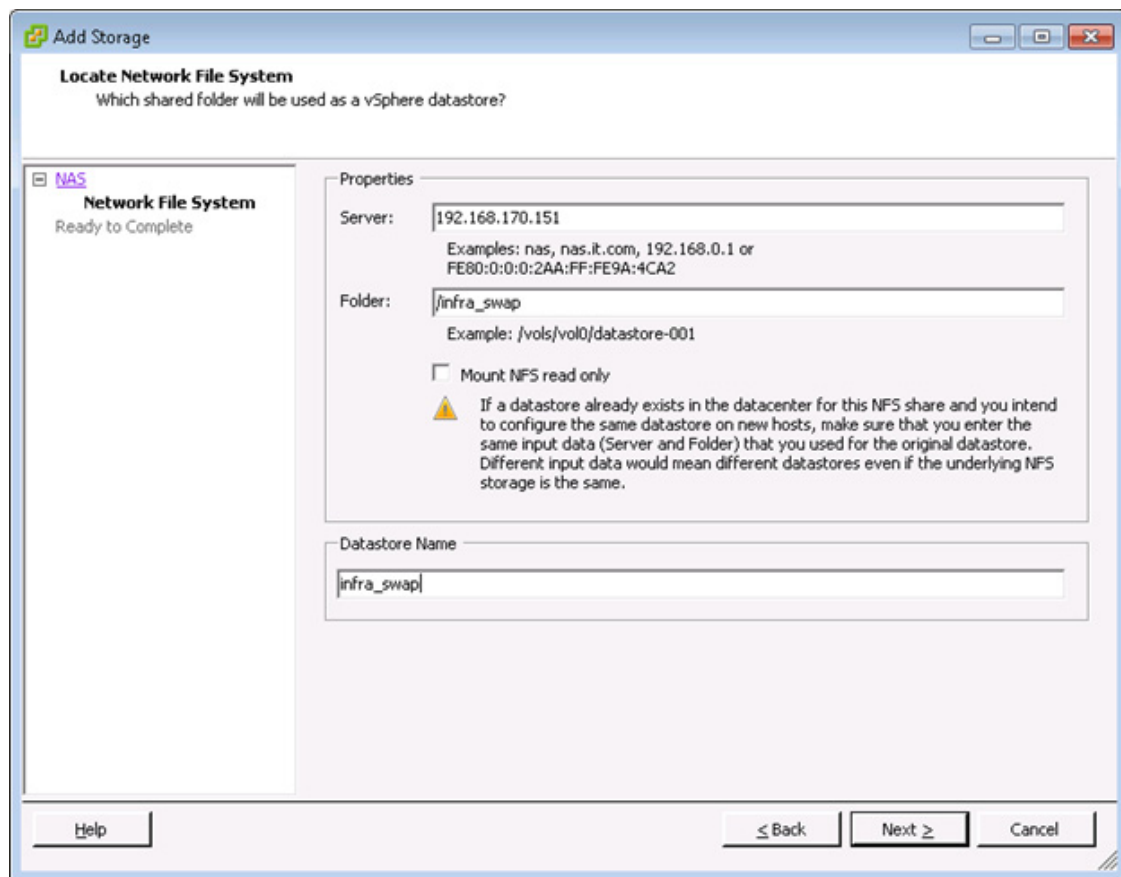 Add Storage
Locate Network File System
Which shared folder will be used as a vSphere datastore?
NAS
Network File System
Ready to Complete
Properties
Server: 192.168.170.151
Examples: nas, nas.it.com, 192.168.0.1 or
FE80:0:0:0:2AA:FF:FE9A:4CA2
Folder: /infra_swap
Example: /vols/vol0/datastore-001
Mount NFS read only
If a datastore already exists in the datacenter for this NFS share and you intend
to configure the same datastore on new hosts, make sure that you enter the
same input data (Server and Folder) that you used for the original datastore.
Different input data would mean different datastores even if the underlying NFS
storage is the same.
Datastore Name
infra_swap
Help
< Back
Next >
Cancel